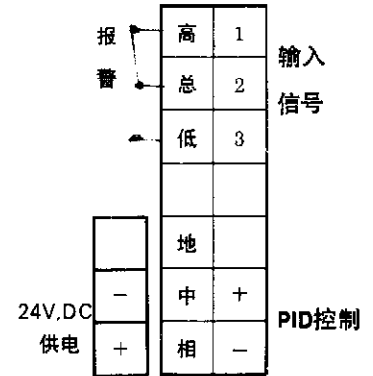 报 高 1
输入
警 总 2
信号
低 3
地
− 中 +
24V,DC
PID控制
供电 + 相 −